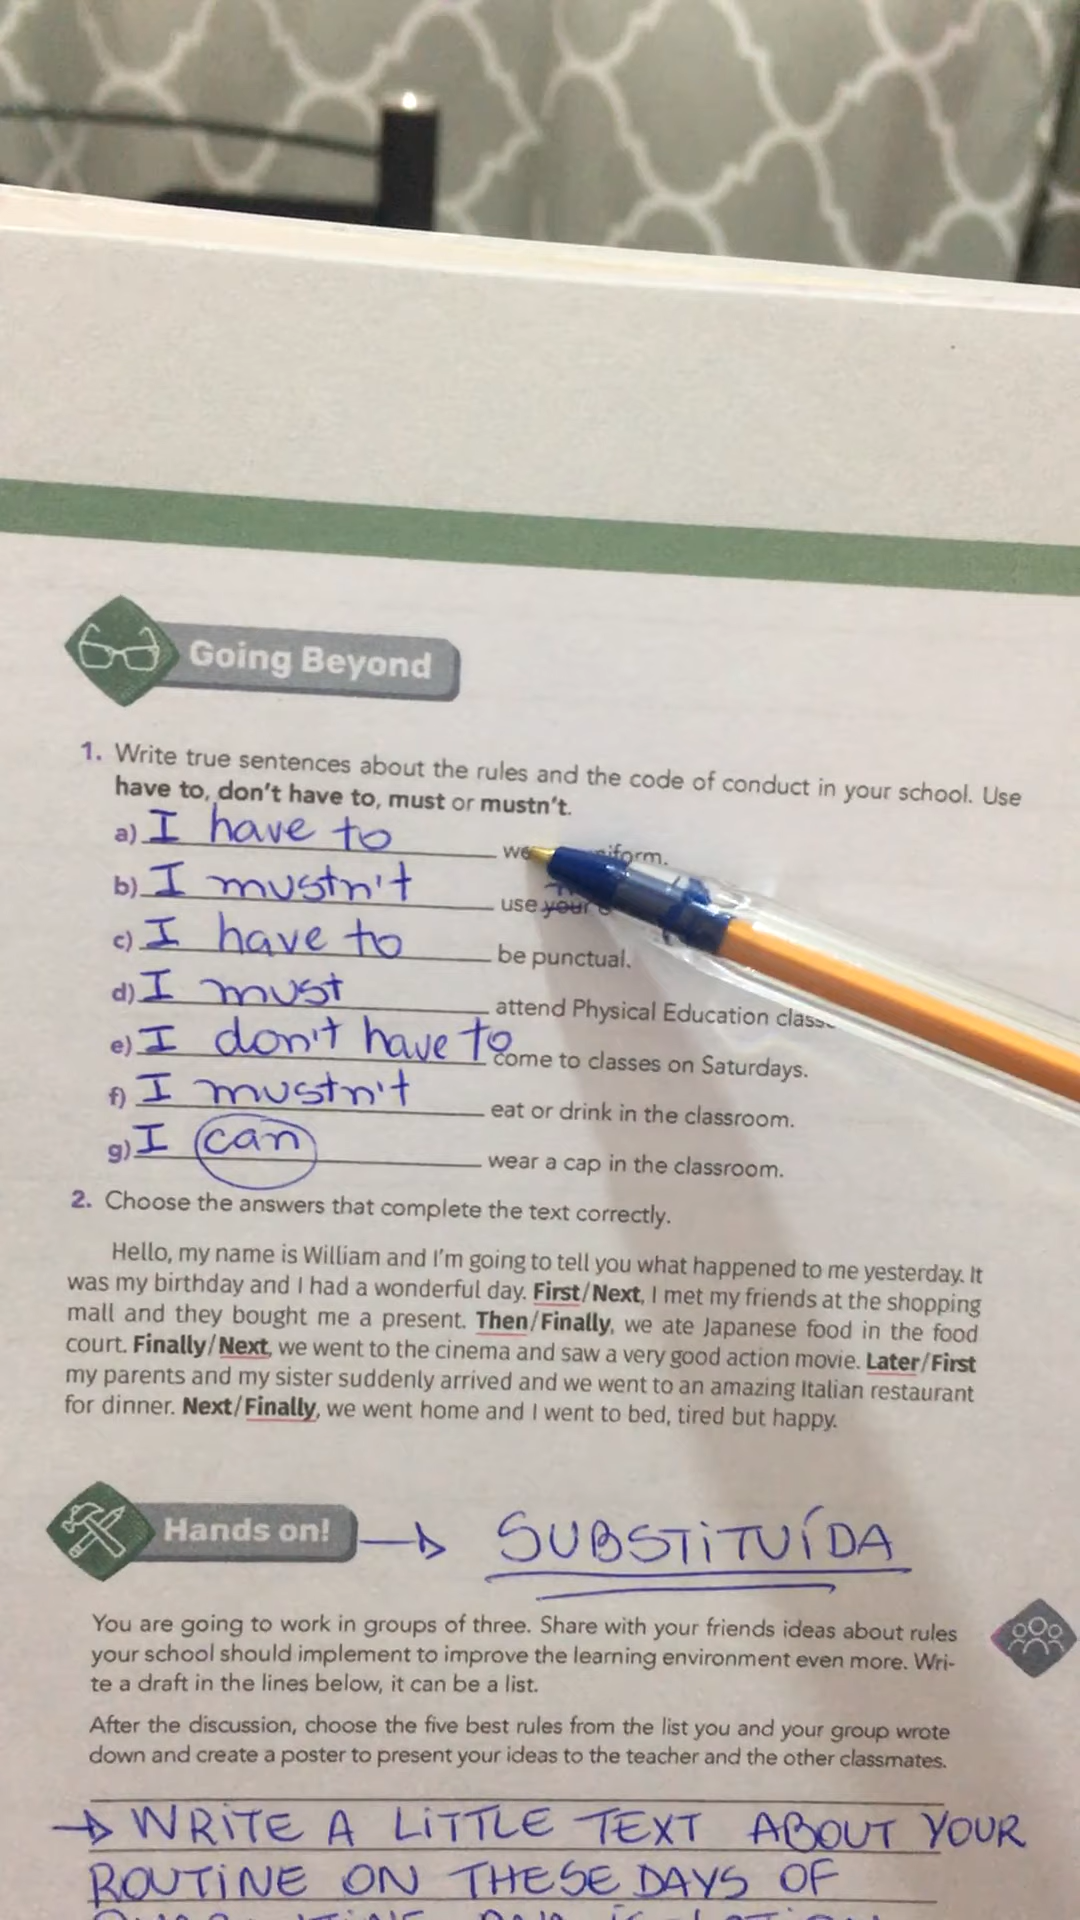 Going Beyond
1. Write true sentences about the rules and the code of conduct in your school. Use
have to, don't have to, must or mustn't.
a) I have to
b) I mustn't use your
c) I have to be punctual.
d) I must attend Physical Education
e) I don't have to come to classes on Saturdays.
f) I mustn't eat or drink in the classroom.
g) I can wear a cap in the classroom.
2. Choose the answers that complete the text correctly.
Hello, my name is William and I'm going to tell you what happened to me yesterday. It
was my birthday and I had a wonderful day. First/Next, I met my friends at the shopping
mall and they bought me a present. Then/Finally, we ate Japanese food in the food
court. Finally/Next, we went to the cinema and saw a very good action movie. Later/First
my parents and my sister suddenly arrived and we went to an amazing Italian restaurant
for dinner. Next/Finally, we went home and I went to bed, tired but happy.
Hands on! → SUBSTITUÍDA
You are going to work in groups of three. Share with your friends ideas about rules
your school should implement to improve the learning environment even more. Wri-
te a draft in the lines below, it can be a list.
After the discussion, choose the five best rules from the list you and your group wrote
down and create a poster to present your ideas to the teacher and the other classmates.
→ WRITE A LITTLE TEXT ABOUT YOUR
ROUTINE ON THESE DAYS OF